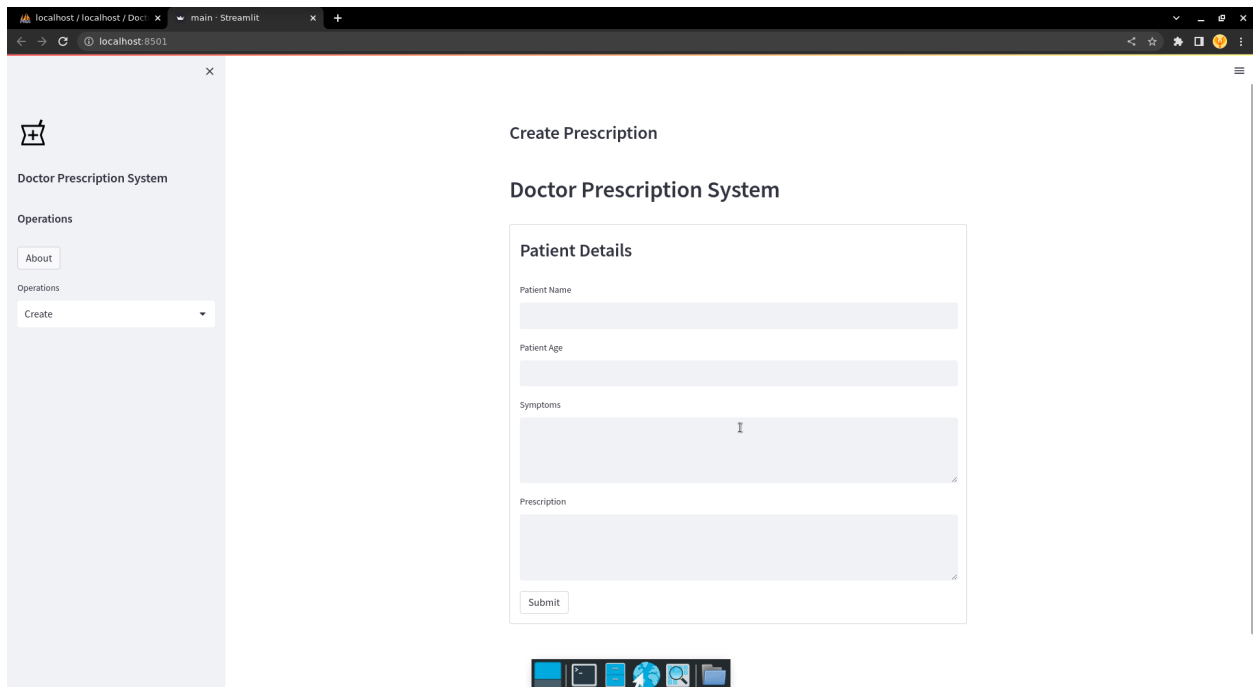 localhost / localhost / Doct
main · Streamlit
localhost:8501
Doctor Prescription System
Operations
About
Operations
Create
Create Prescription
Doctor Prescription System
Patient Details
Patient Name
Patient Age
Symptoms
Prescription
Submit